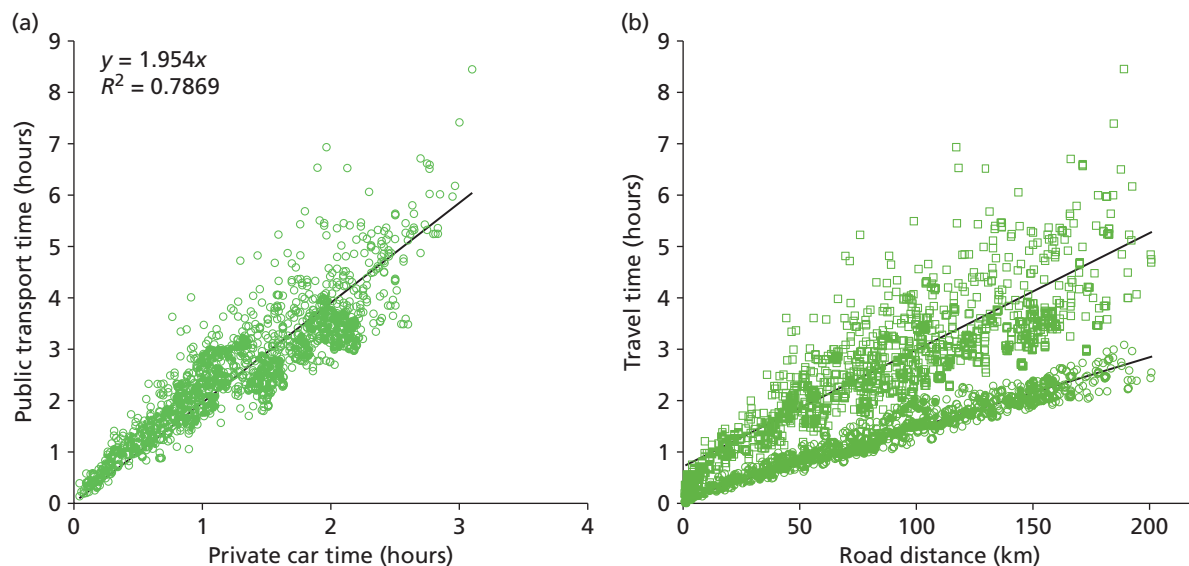 (a)
y = 1.954x
R² = 0.7869
Public transport time (hours)
9
8
7
6
5
4
3
2
1
0
0 1 2 3 4
Private car time (hours)
(b)
Travel time (hours)
9
8
7
6
5
4
3
2
1
0
0 50 100 150 200
Road distance (km)